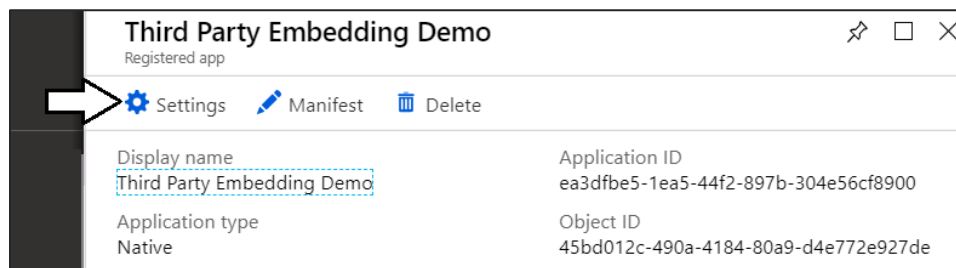 Third Party Embedding Demo
Registered app
Settings Manifest Delete
Display name
Third Party Embedding Demo
Application ID
ea3dfbe5-1ea5-44f2-897b-304e56cf8900
Application type
Native
Object ID
45bd012c-490a-4184-80a9-d4e772e927de